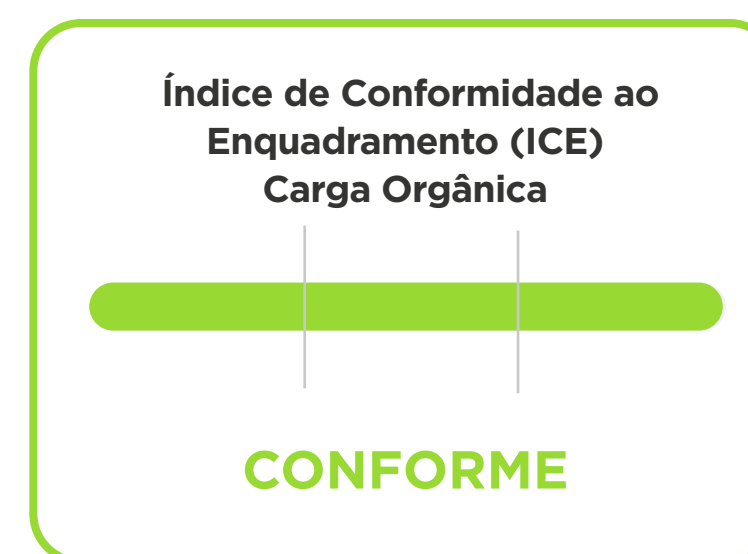 Índice de Conformidade ao
Enquadramento (ICE)
Carga Orgânica
CONFORME